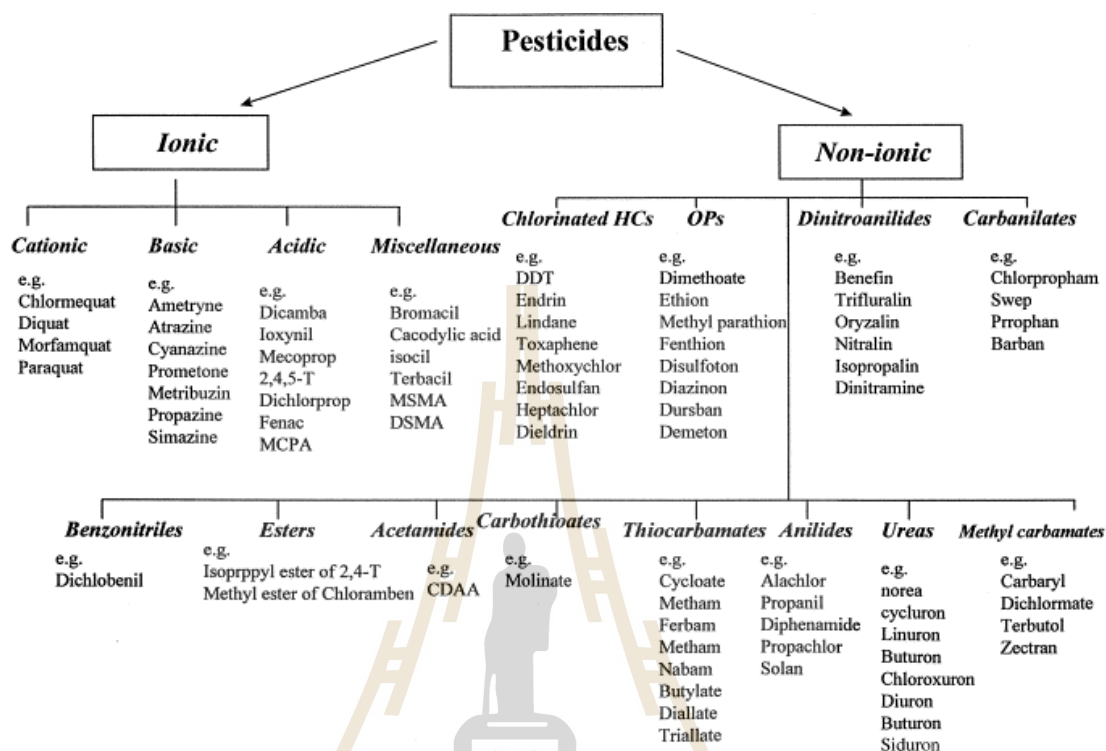 Pesticides
Ionic
Non-ionic
Cationic
e.g.
Chlormequat
Diquat
Morfamquat
Paraquat
Basic
e.g.
Ametryne
Atrazine
Cyanazine
Prometone
Metribuzin
Propazine
Simazine
Acidic
e.g.
Dicamba
Ioxynil
Mecoprop
2,4,5-T
Dichlorprop
Fenac
MCPA
Miscellaneous
e.g.
Bromacil
Cacodylic acid
isocil
Terbacil
MSMA
DSMA
Chlorinated HCs
e.g.
DDT
Endrin
Lindane
Toxaphene
Methoxychlor
Endosulfan
Heptachlor
Dieldrin
OPs
e.g.
Dimethoate
Ethion
Methyl parathion
Fenthion
Disulfoton
Diazinon
Dursban
Demeton
Dinitroanilides
e.g.
Benefin
Trifluralin
Oryzalin
Nitralin
Isopropalin
Dinitramine
Carbanilates
e.g.
Chlorpropham
Swep
Prrophan
Barban
Benzonitriles
e.g.
Dichlobenil
Esters
e.g.
Isoprppyl ester of 2,4-T
Methyl ester of Chloramben
Acetamides
e.g.
CDAA
Carbothioates
e.g.
Molinate
Thiocarbamates
e.g.
Cycloate
Metham
Ferbam
Metham
Nabam
Butylate
Diallate
Triallate
Anilides
e.g.
Alachlor
Propanil
Diphenamide
Propachlor
Solan
Ureas
e.g.
norea
cycluron
Linuron
Buturon
Chloroxuron
Diuron
Buturon
Siduron
Methyl carbamates
e.g.
Carbaryl
Dichlormate
Terbutol
Zectran